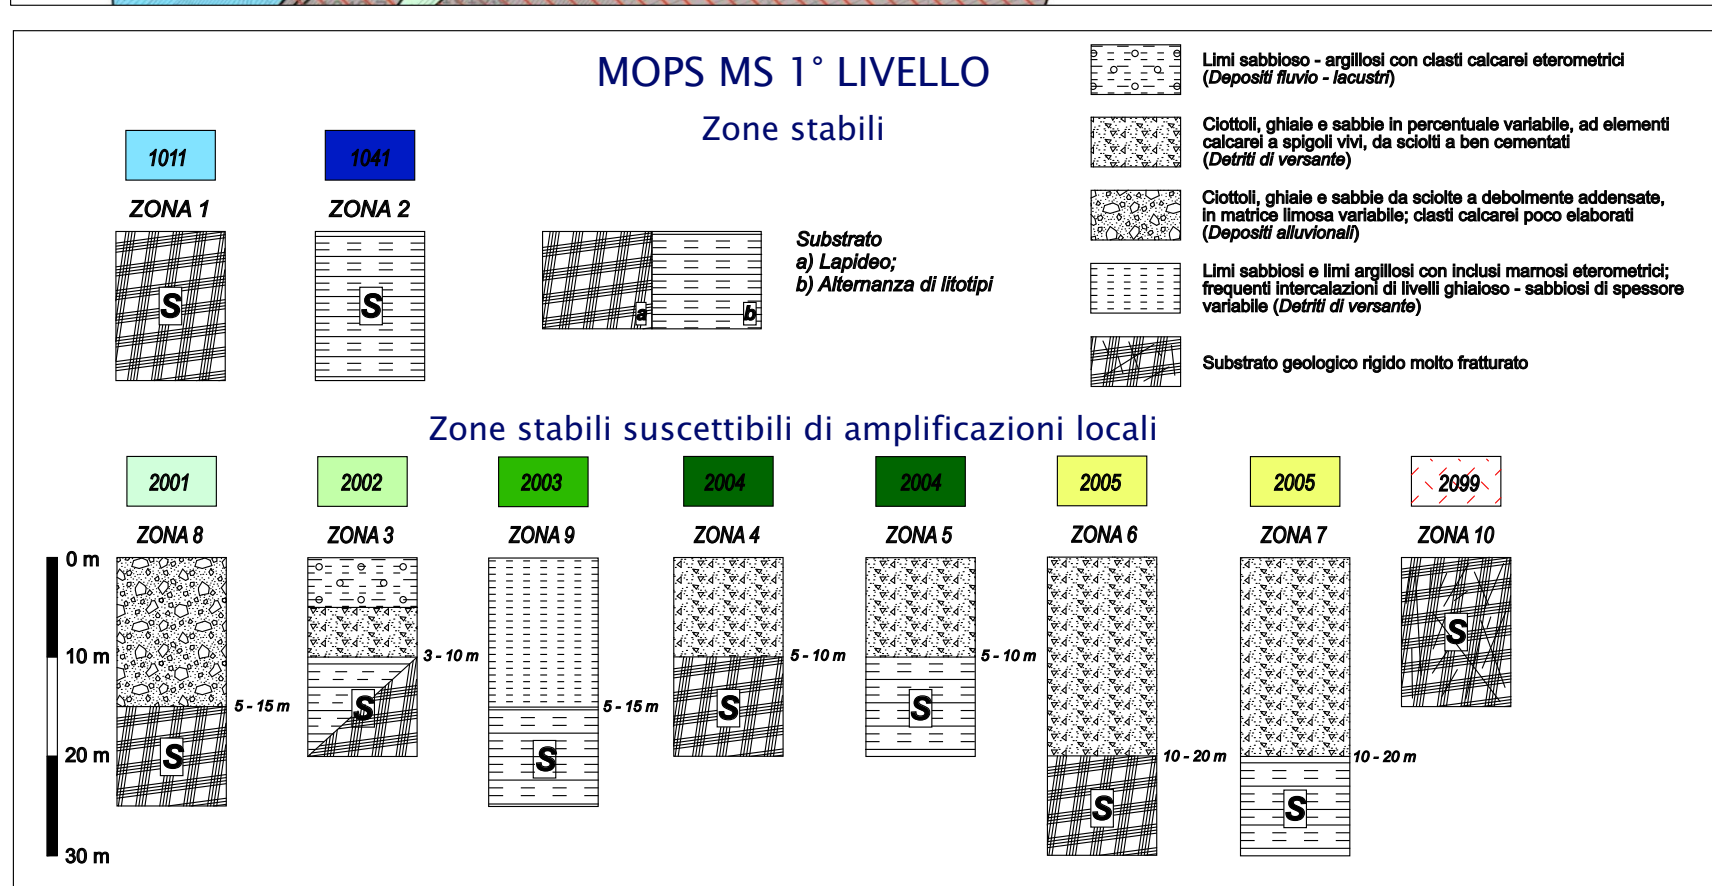 MOPS MS 1° LIVELLO
Zone stabili
1011
1041
ZONA 1
ZONA 2
S
S
a
b
Substrato
a) Lapideo;
b) Alternanza di litotipi
Limi sabbioso - argillosi con clasti calcarei eterometrici
(Depositi fluvio - lacustri)
Ciottoli, ghiaie e sabbie in percentuale variabile, ad elementi
calcarei a spigoli vivi, da sciolti a ben cementati
(Detriti di versante)
Ciottoli, ghiaie e sabbie da sciolte a debolmente addensate,
in matrice limosa variabile; clasti calcarei poco elaborati
(Depositi alluvionali)
Limi sabbiosi e limi argillosi con inclusi marnosi eterometrici;
frequenti intercalazioni di livelli ghiaioso - sabbiosi di spessore
variabile (Detriti di versante)
Substrato geologico rigido molto fratturato
Zone stabili suscettibili di amplificazioni locali
2001
2002
2003
2004
2004
2005
2005
2099
ZONA 8
ZONA 3
ZONA 9
ZONA 4
ZONA 5
ZONA 6
ZONA 7
ZONA 10
0 m
10 m
20 m
30 m
5 - 15 m
S
3 - 10 m
S
5 - 15 m
S
5 - 10 m
S
5 - 10 m
S
10 - 20 m
S
10 - 20 m
S
S